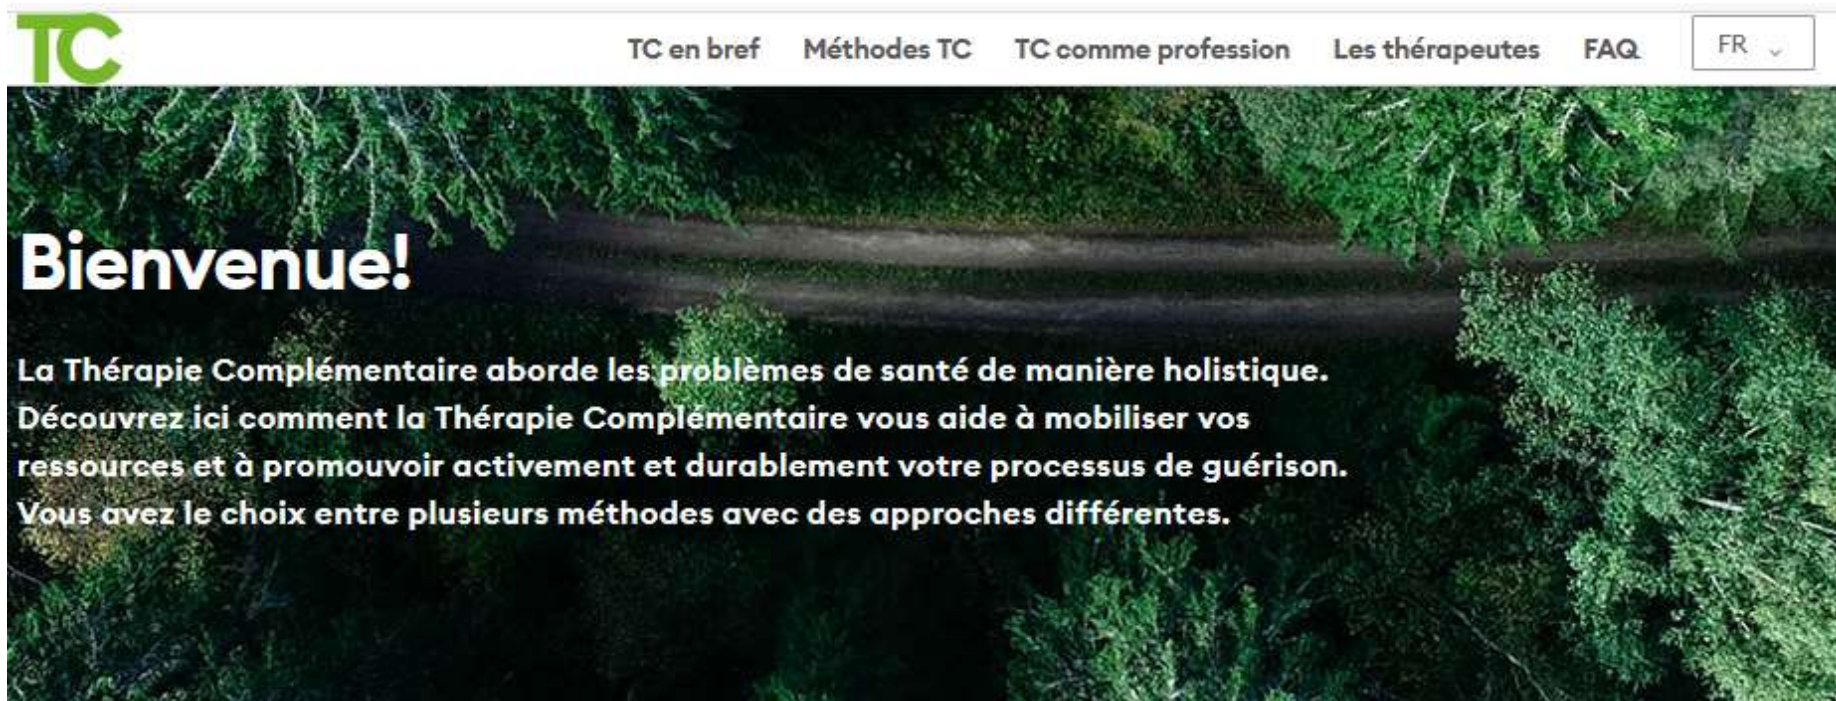 TC
TC en bref Méthodes TC TC comme profession Les thérapeutes FAQ FR
Bienvenue!
La Thérapie Complémentaire aborde les problèmes de santé de manière holistique.
Découvrez ici comment la Thérapie Complémentaire vous aide à mobiliser vos
ressources et à promouvoir activement et durablement votre processus de guérison.
Vous avez le choix entre plusieurs méthodes avec des approches différentes.